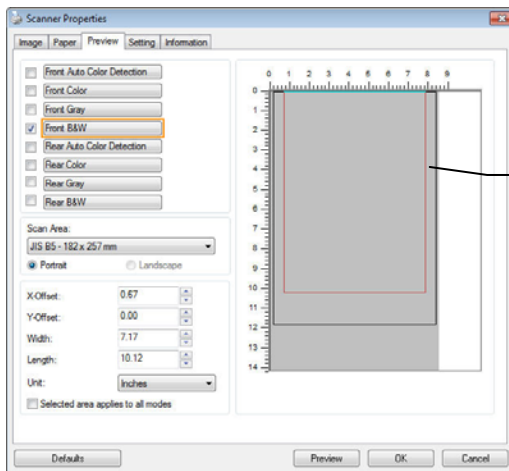 Scanner Properties
Image Paper Preview Setting Information
Front Auto Color Detection
Front Color
Front Gray
Front B&W
Rear Auto Color Detection
Rear Color
Rear Gray
Rear B&W
Scan Area:
JIS B5 - 182 x 257 mm
Portrait Landscape
X-Offset: 0.67
Y-Offset: 0.00
Width: 7.17
Length: 10.12
Unit: Inches
Selected area applies to all modes
0 1 2 3 4 5 6 7 8 9
0
1
2
3
4
5
6
7
8
9
10
11
12
13
14
Defaults Preview OK Cancel